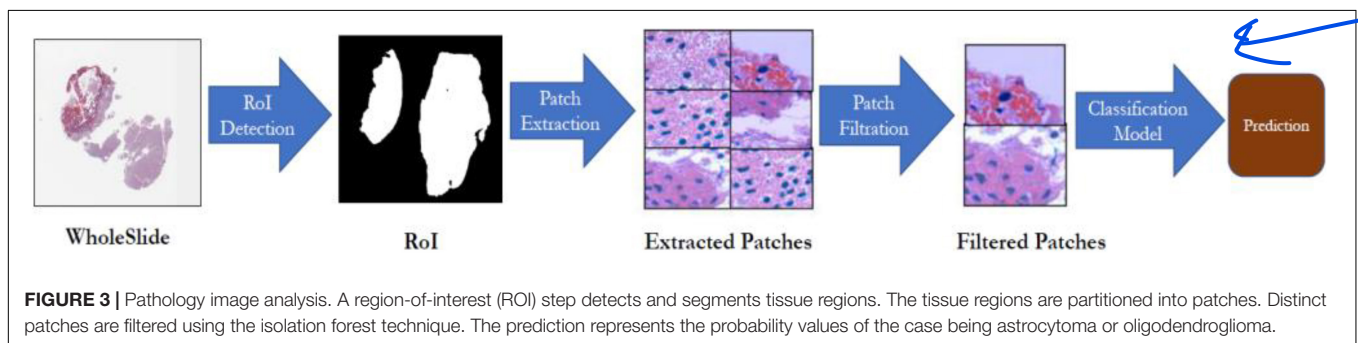 RoI
Detection
Patch
Extraction
Patch
Filtration
Classification
Model
Prediction
WholeSlide
RoI
Extracted Patches
Filtered Patches
FIGURE 3 | Pathology image analysis. A region-of-interest (ROI) step detects and segments tissue regions. The tissue regions are partitioned into patches. Distinct
patches are filtered using the isolation forest technique. The prediction represents the probability values of the case being astrocytoma or oligodendroglioma.